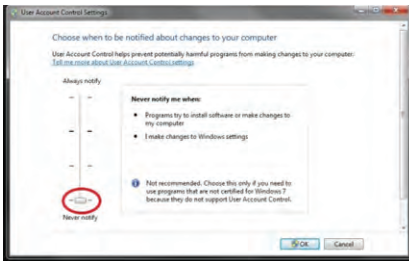 User Account Control Settings
Choose when to be notified about changes to your computer
User Account Control helps prevent potentially harmful programs from making changes to your computer.
Tell me more about User Account Control settings
Always notify
Never notify me when:
• Programs try to install software or make changes to
my computer
• I make changes to Windows settings
Not recommended. Choose this only if you need to
use programs that are not certified for Windows 7
because they do not support User Account Control.
Never notify
OK
Cancel